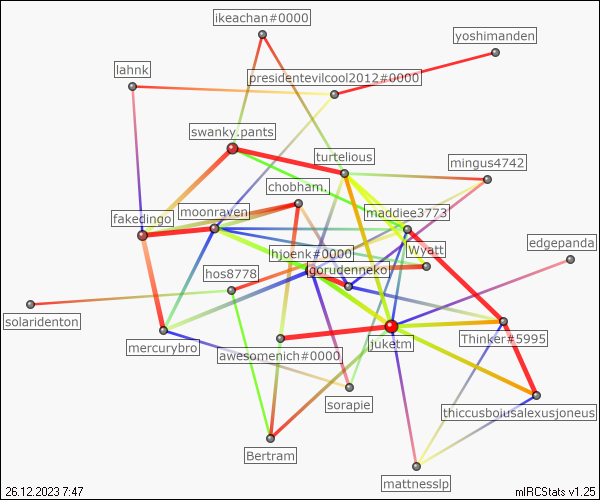 ikeachan#0000
yoshimanden
lahnk
presidentevilcool2012#0000
swanky.pants
turtelious
mingus4742
chobham.
fakedingo
moonraven
maddiee3773
edgepanda
hjoenk#0000
Wyatt
hos8778
gorudenneko
solaridenton
mercurybro
awesomenich#0000
juketm
Thinker#5995
sorapie
thiccusboiusalexusjoneus
Bertram
mattnesslp
26.12.2023 7:47
mIRCStats v1.25